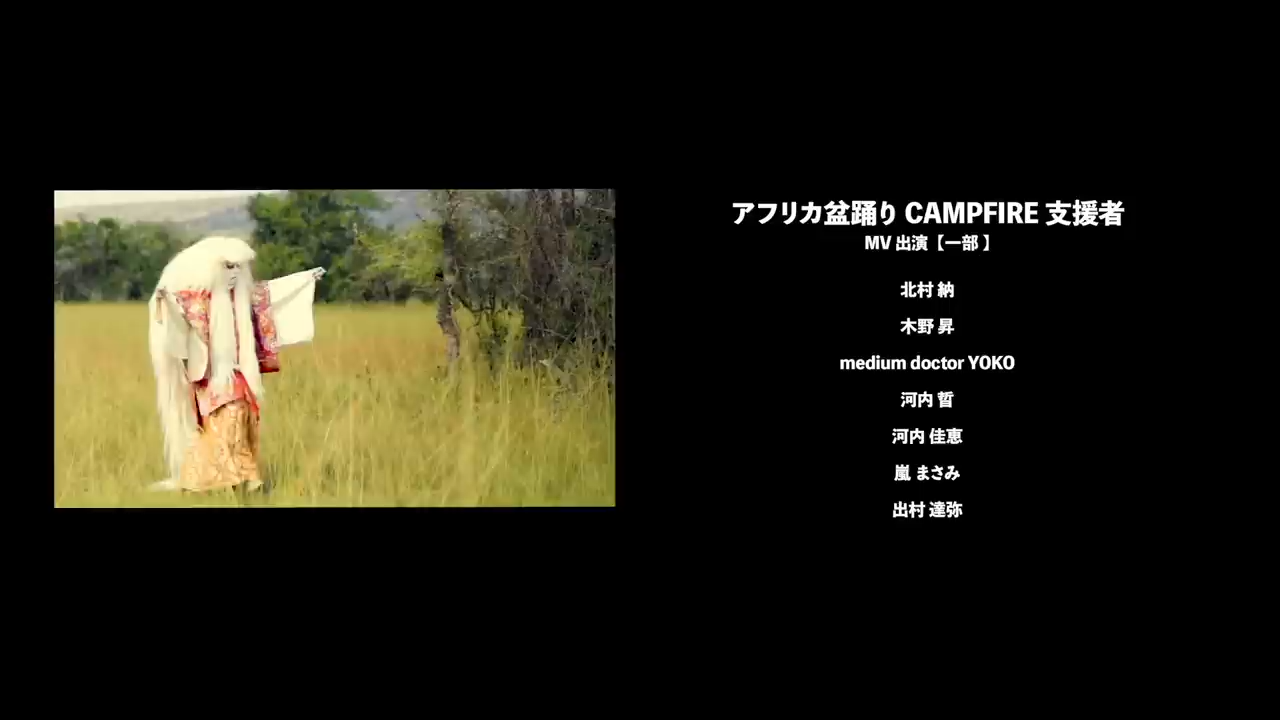 アフリカ盆踊り CAMPFIRE 支援者
MV 出演【一部 】
北村 納
木野 昇
medium doctor YOKO
河内 晢
河内 佳恵
嵐 まさみ
出村 達弥